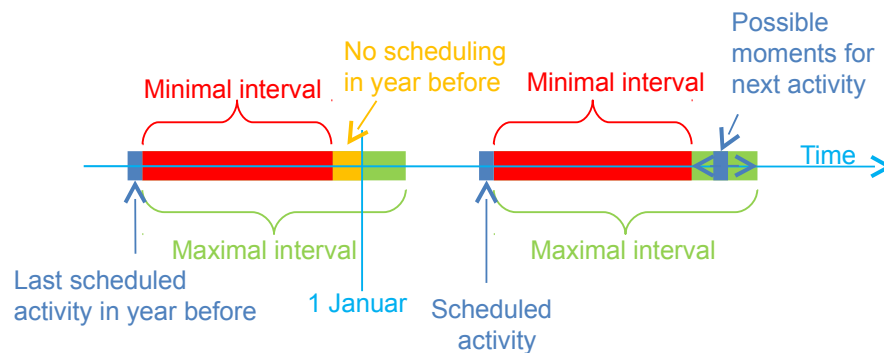 No scheduling
in year before
Possible
moments for
next activity
Minimal interval
Minimal interval
Time
Maximal interval
Maximal interval
Last scheduled
activity in year before
1 Januar
Scheduled
activity